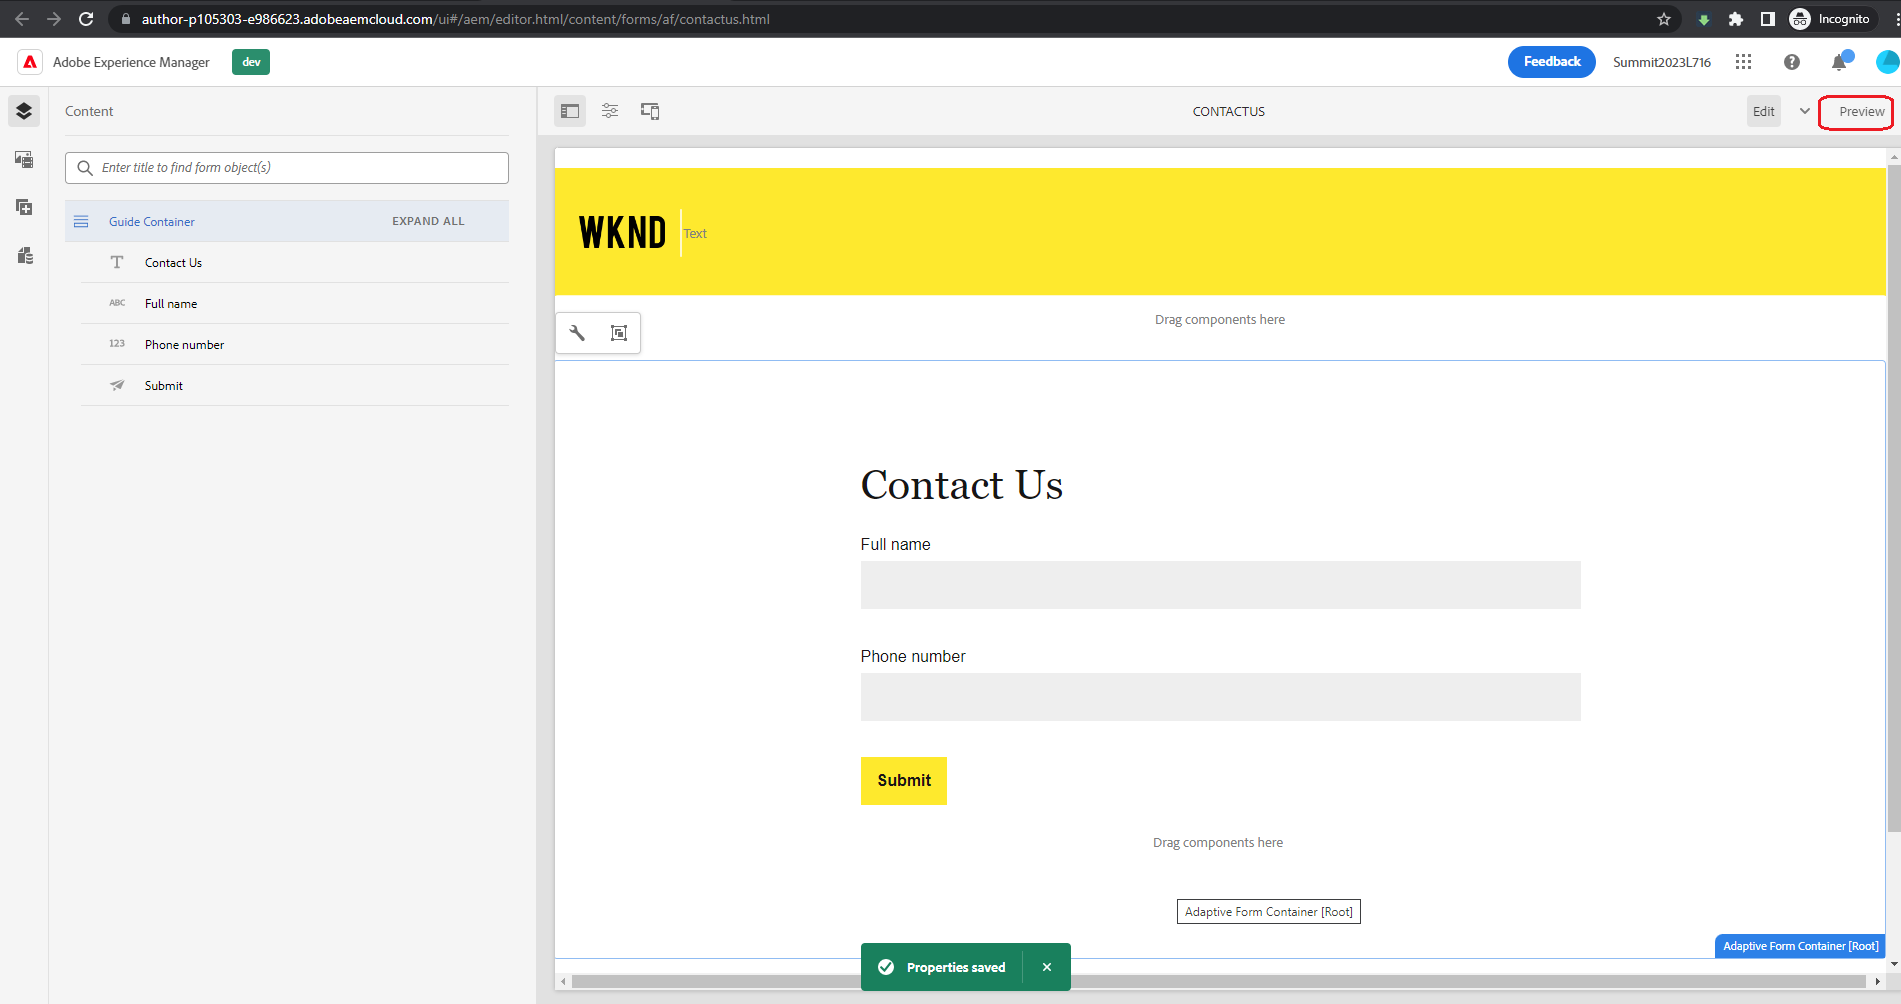 author-p105303-e986623.adobeaemcloud.com/ui#/aem/editor.html/content/forms/af/contactus.html
Incognito
Adobe Experience Manager
dev
Feedback
Summit2023L716
Content
CONTACTUS
Edit
Preview
Enter title to find form object(s)
Guide Container
EXPAND ALL
Contact Us
ABC
Full name
123
Phone number
Submit
WKND
Text
Drag components here
Contact Us
Full name
Phone number
Submit
Drag components here
Adaptive Form Container [Root]
Adaptive Form Container [Root]
Properties saved